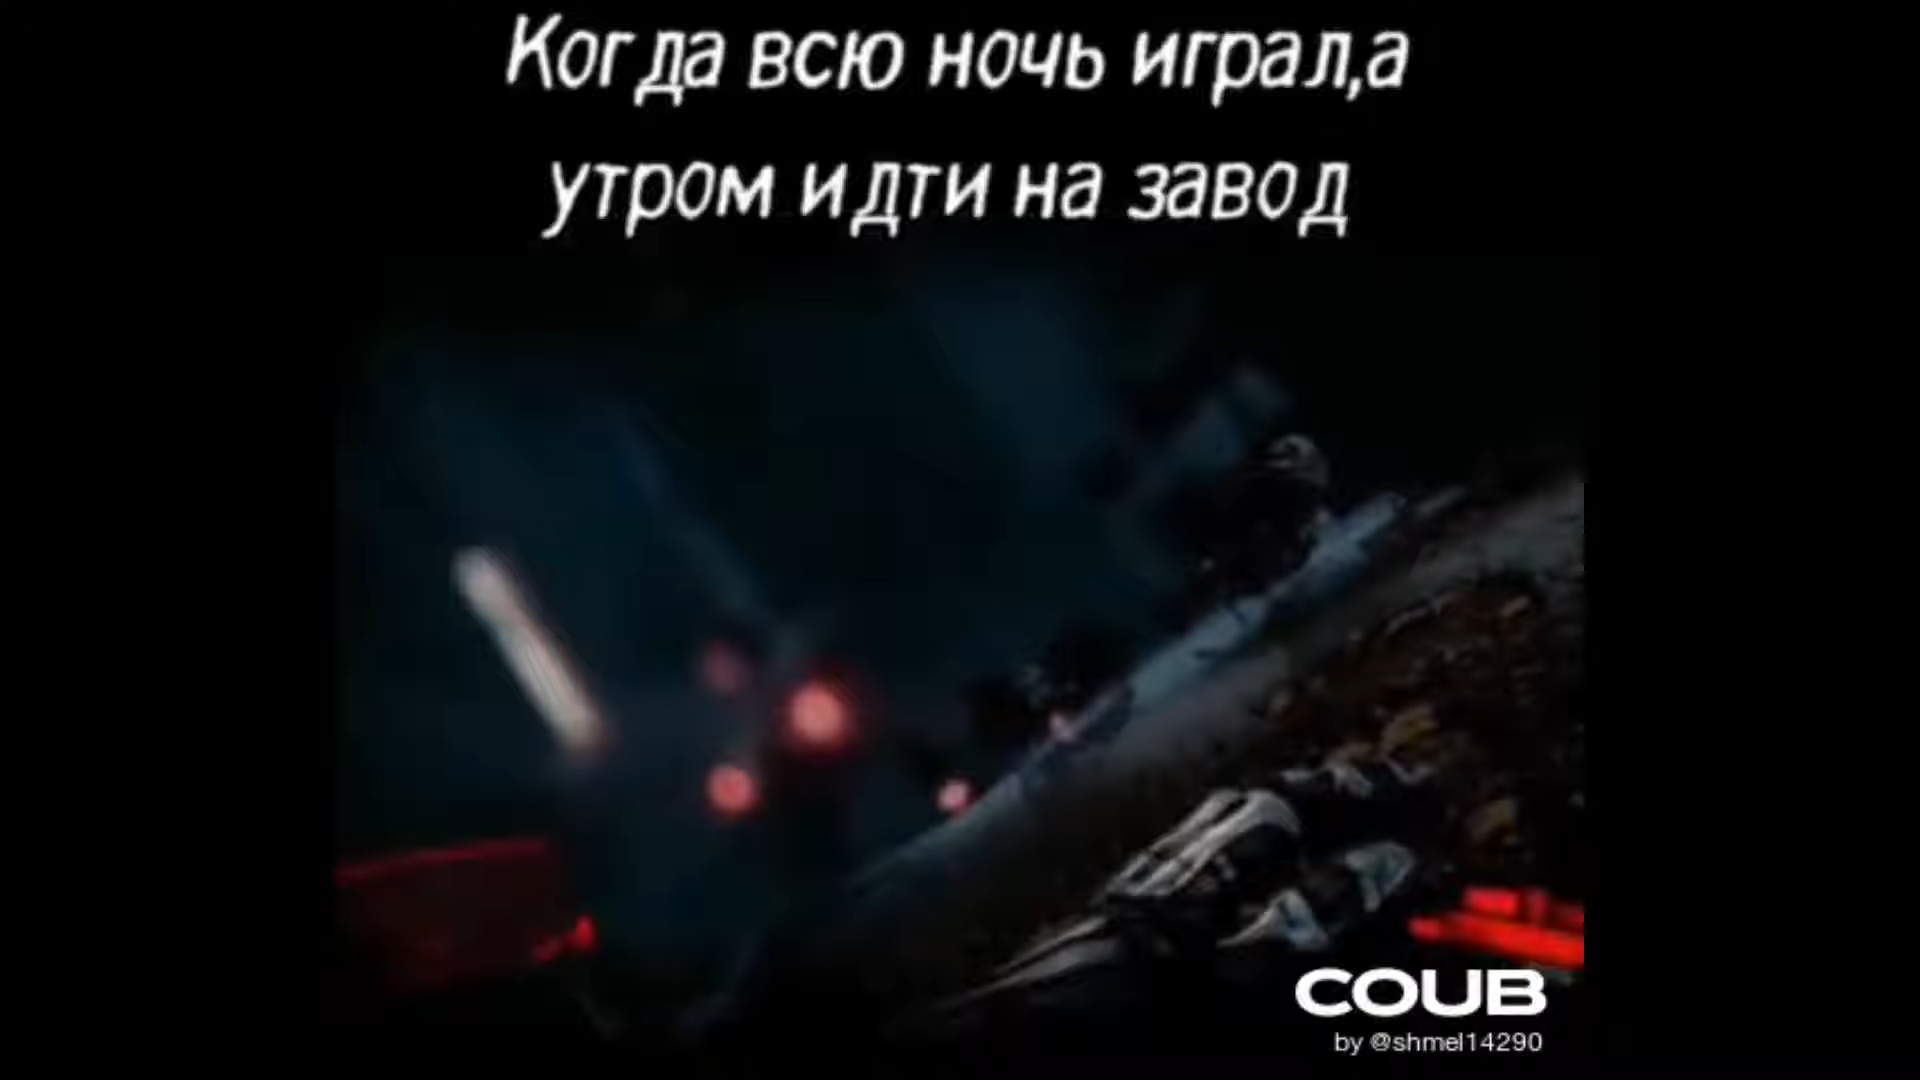 Когда всю ночь играл,а
утром идти на завод
COUB
by @shmel14290